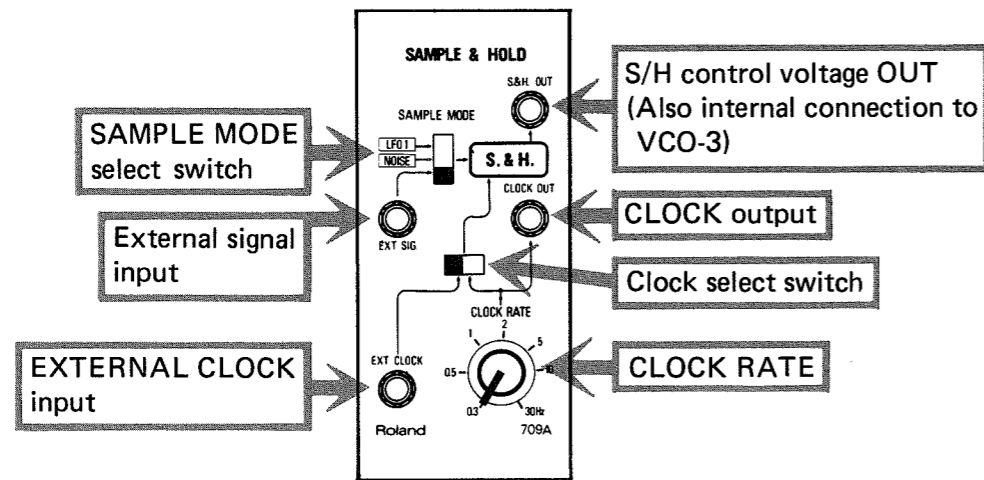 SAMPLE & HOLD
S&H. OUT
SAMPLE MODE
LFO 1
NOISE
S. & H.
CLOCK OUT
EXT SIG.
CLOCK RATE
EXT CLOCK
0.3
0.5
1
2
5
10
30Hz
Roland
709A
SAMPLE MODE
select switch
External signal
input
EXTERNAL CLOCK
input
S/H control voltage OUT
(Also internal connection to
VCO-3)
CLOCK output
Clock select switch
CLOCK RATE